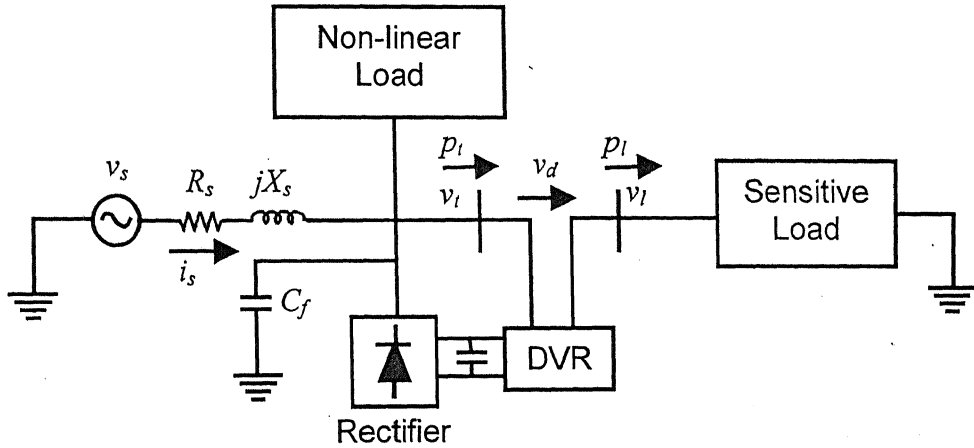 Non-linear
Load
v_s
R_s
jX_s
i_s
C_f
p_t
v_t
v_d
p_l
v_l
Sensitive
Load
DVR
Rectifier